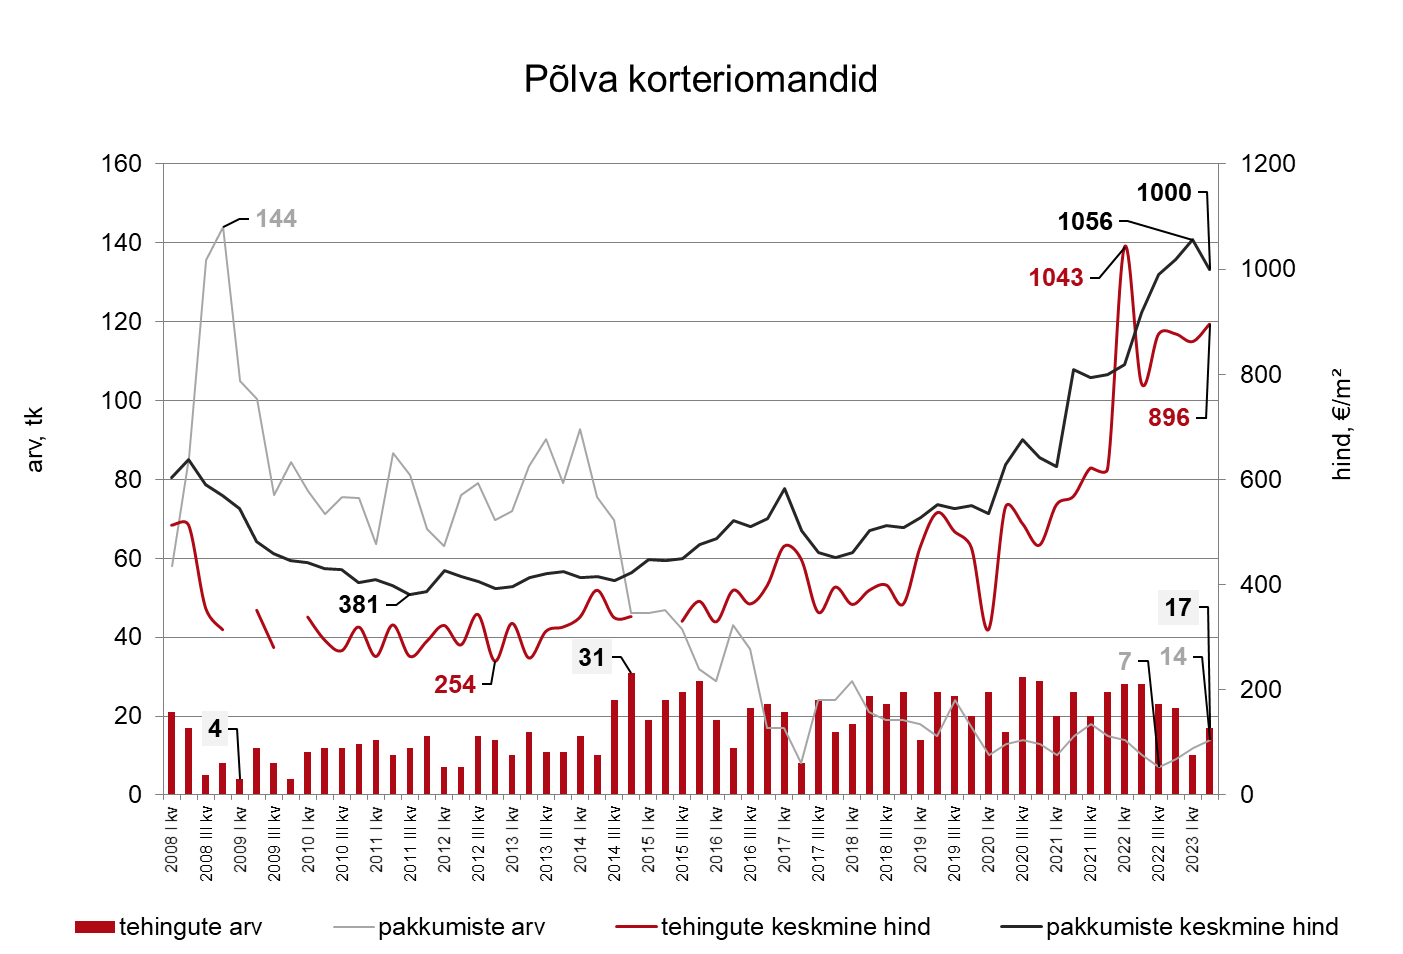 Põlva korteriomandid
160
140
120
100
80
60
40
20
0
1200
1000
800
600
400
200
0
arv, tk
hind, €/m²
144
4
381
254
31
1043
1056
1000
896
17
7
14
2008 I kv
2008 III kv
2009 I kv
2009 III kv
2010 I kv
2010 III kv
2011 I kv
2011 III kv
2012 I kv
2012 III kv
2013 I kv
2013 III kv
2014 I kv
2014 III kv
2015 I kv
2015 III kv
2016 I kv
2016 III kv
2017 I kv
2017 III kv
2018 I kv
2018 III kv
2019 I kv
2019 III kv
2020 I kv
2020 III kv
2021 I kv
2021 III kv
2022 I kv
2022 III kv
2023 I kv
tehingute arv
pakkumiste arv
tehingute keskmine hind
pakkumiste keskmine hind